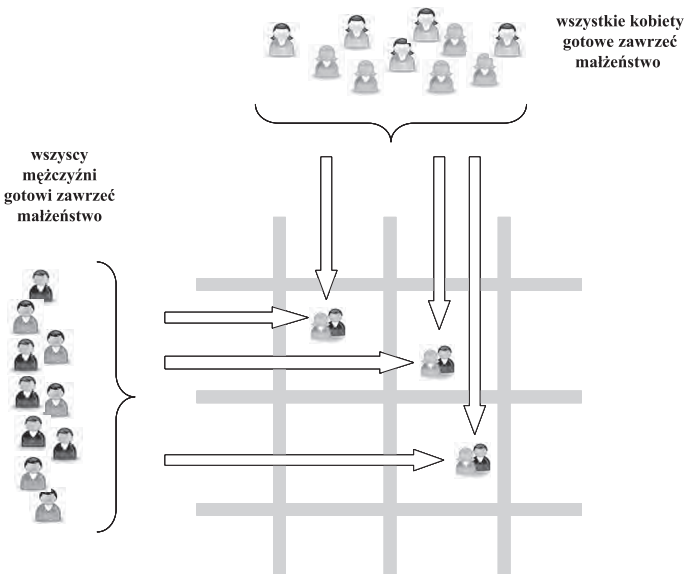 wszystkie kobiety
gotowe zawrzeć
małżeństwo
wszyscy
mężczyźni
gotowi zawrzeć
małżeństwo